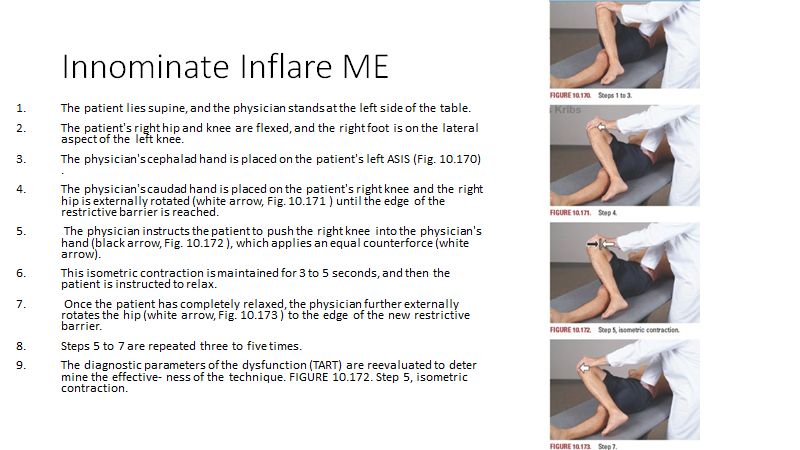 Innominate Inflare ME
1. The patient lies supine, and the physician stands at the left side of the table.
2. The patient's right hip and knee are flexed, and the right foot is on the lateral
aspect of the left knee.
3. The physician's cephalad hand is placed on the patient's left ASIS (Fig. 10.170)
.
4. The physician's caudad hand is placed on the patient's right knee and the right
hip is externally rotated (white arrow, Fig. 10.171 ) until the edge of the
restrictive barrier is reached.
5. The physician instructs the patient to push the right knee into the physician's
hand (black arrow, Fig. 10.172 ), which applies an equal counterforce (white
arrow).
6. This isometric contraction is maintained for 3 to 5 seconds, and then the
patient is instructed to relax.
7. Once the patient has completely relaxed, the physician further externally
rotates the hip (white arrow, Fig. 10.173 ) to the edge of the new restrictive
barrier.
8. Steps 5 to 7 are repeated three to five times.
9. The diagnostic parameters of the dysfunction (TART) are reevaluated to deter
mine the effective- ness of the technique. FIGURE 10.172. Step 5, isometric
contraction.
FIGURE 10.170. Steps 1 to 3.
Kribs
FIGURE 10.171. Step 4.
FIGURE 10.172. Step 5, isometric contraction.
FIGURE 10.173. Step 7.